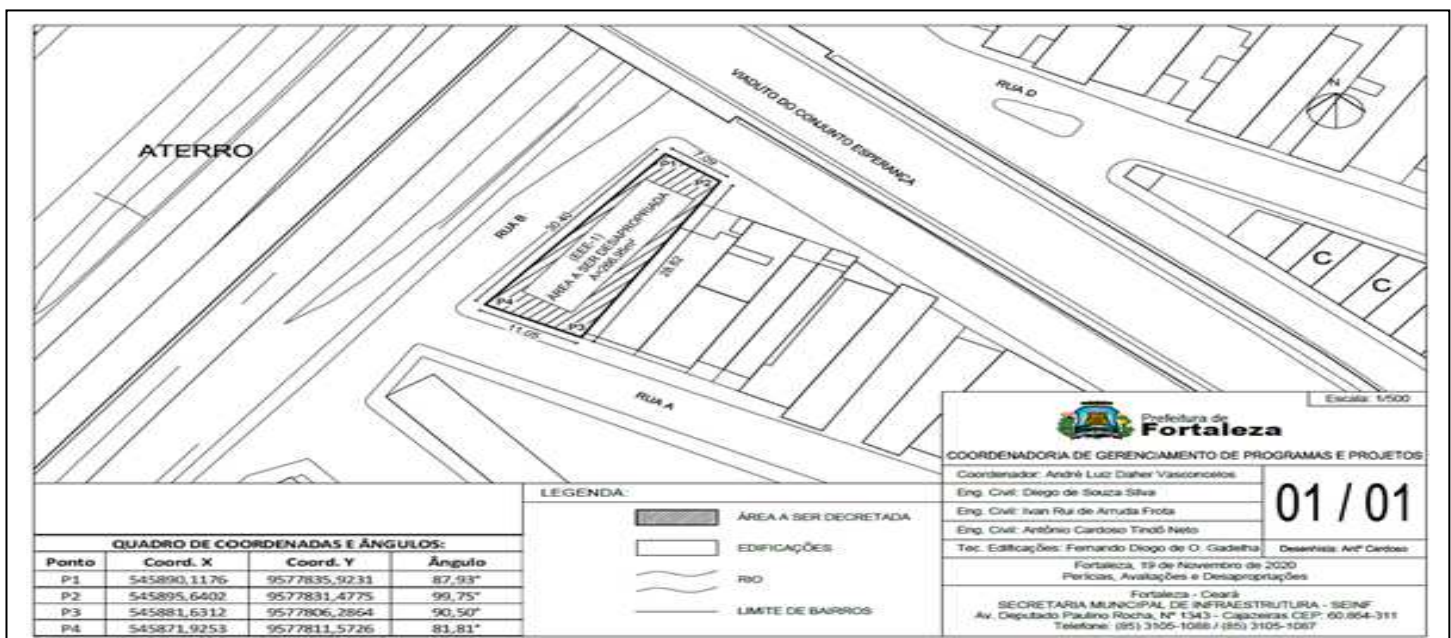 ATERRO
VIADUTO DO CONJUNTO ESPERANÇA
RUA D
N
RUA B
P1
7,09
P2
30,40
(EEE-1)
ÁREA A SER DESAPROPRIADA
A=266,95m²
28,82
P4
P3
11,05
RUA A
C
C
Escala: 1/500
Prefeitura de
Fortaleza
COORDENADORIA DE GERENCIAMENTO DE PROGRAMAS E PROJETOS
Coordenador: André Luiz Daher Vasconcelos
Eng. Civil: Diego de Souza Silva
Eng. Civil: Ivan Rui de Arruda Frota
Eng. Civil: Antônio Cardoso Tindô Neto
Tec. Edificações: Fernando Diogo de O. Gadelha
01 / 01
Desenhista: Antº Cardoso
Fortaleza, 19 de Novembro de 2020
Perícias, Avaliações e Desapropriações
Fortaleza - Ceará
SECRETARIA MUNICIPAL DE INFRAESTRUTURA - SEINF
Av. Deputado Paulino Rocha, Nº 1343 - Cajazeiras CEP: 60.864-311
Telefone: (85) 3105-1088 / (85) 3105-1087
LEGENDA:
ÁREA A SER DECRETADA
EDIFICAÇÕES
RIO
LIMITE DE BAIRROS
QUADRO DE COORDENADAS E ÂNGULOS:
Ponto Coord. X Coord. Y Ângulo
P1 545890,1176 9577835,9231 87,93°
P2 545895,6402 9577831,4775 99,75°
P3 545881,6312 9577806,2864 90,50°
P4 545871,9253 9577811,5726 81,81°